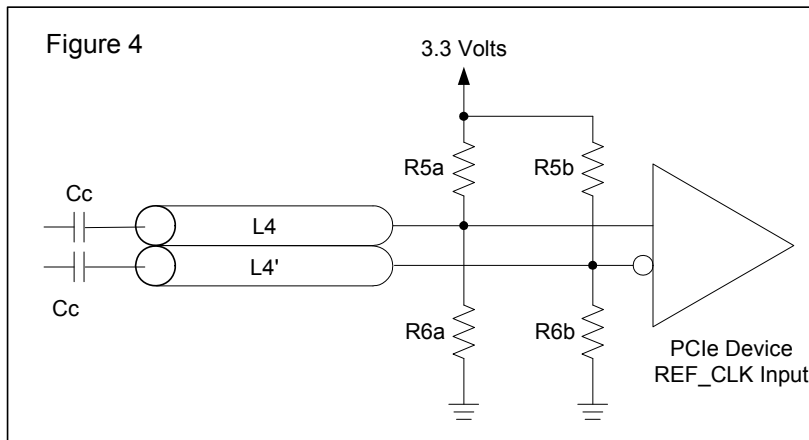 Figure 4
3.3 Volts
R5a
R5b
Cc
L4
L4'
Cc
R6a
R6b
PCIe Device
REF_CLK Input